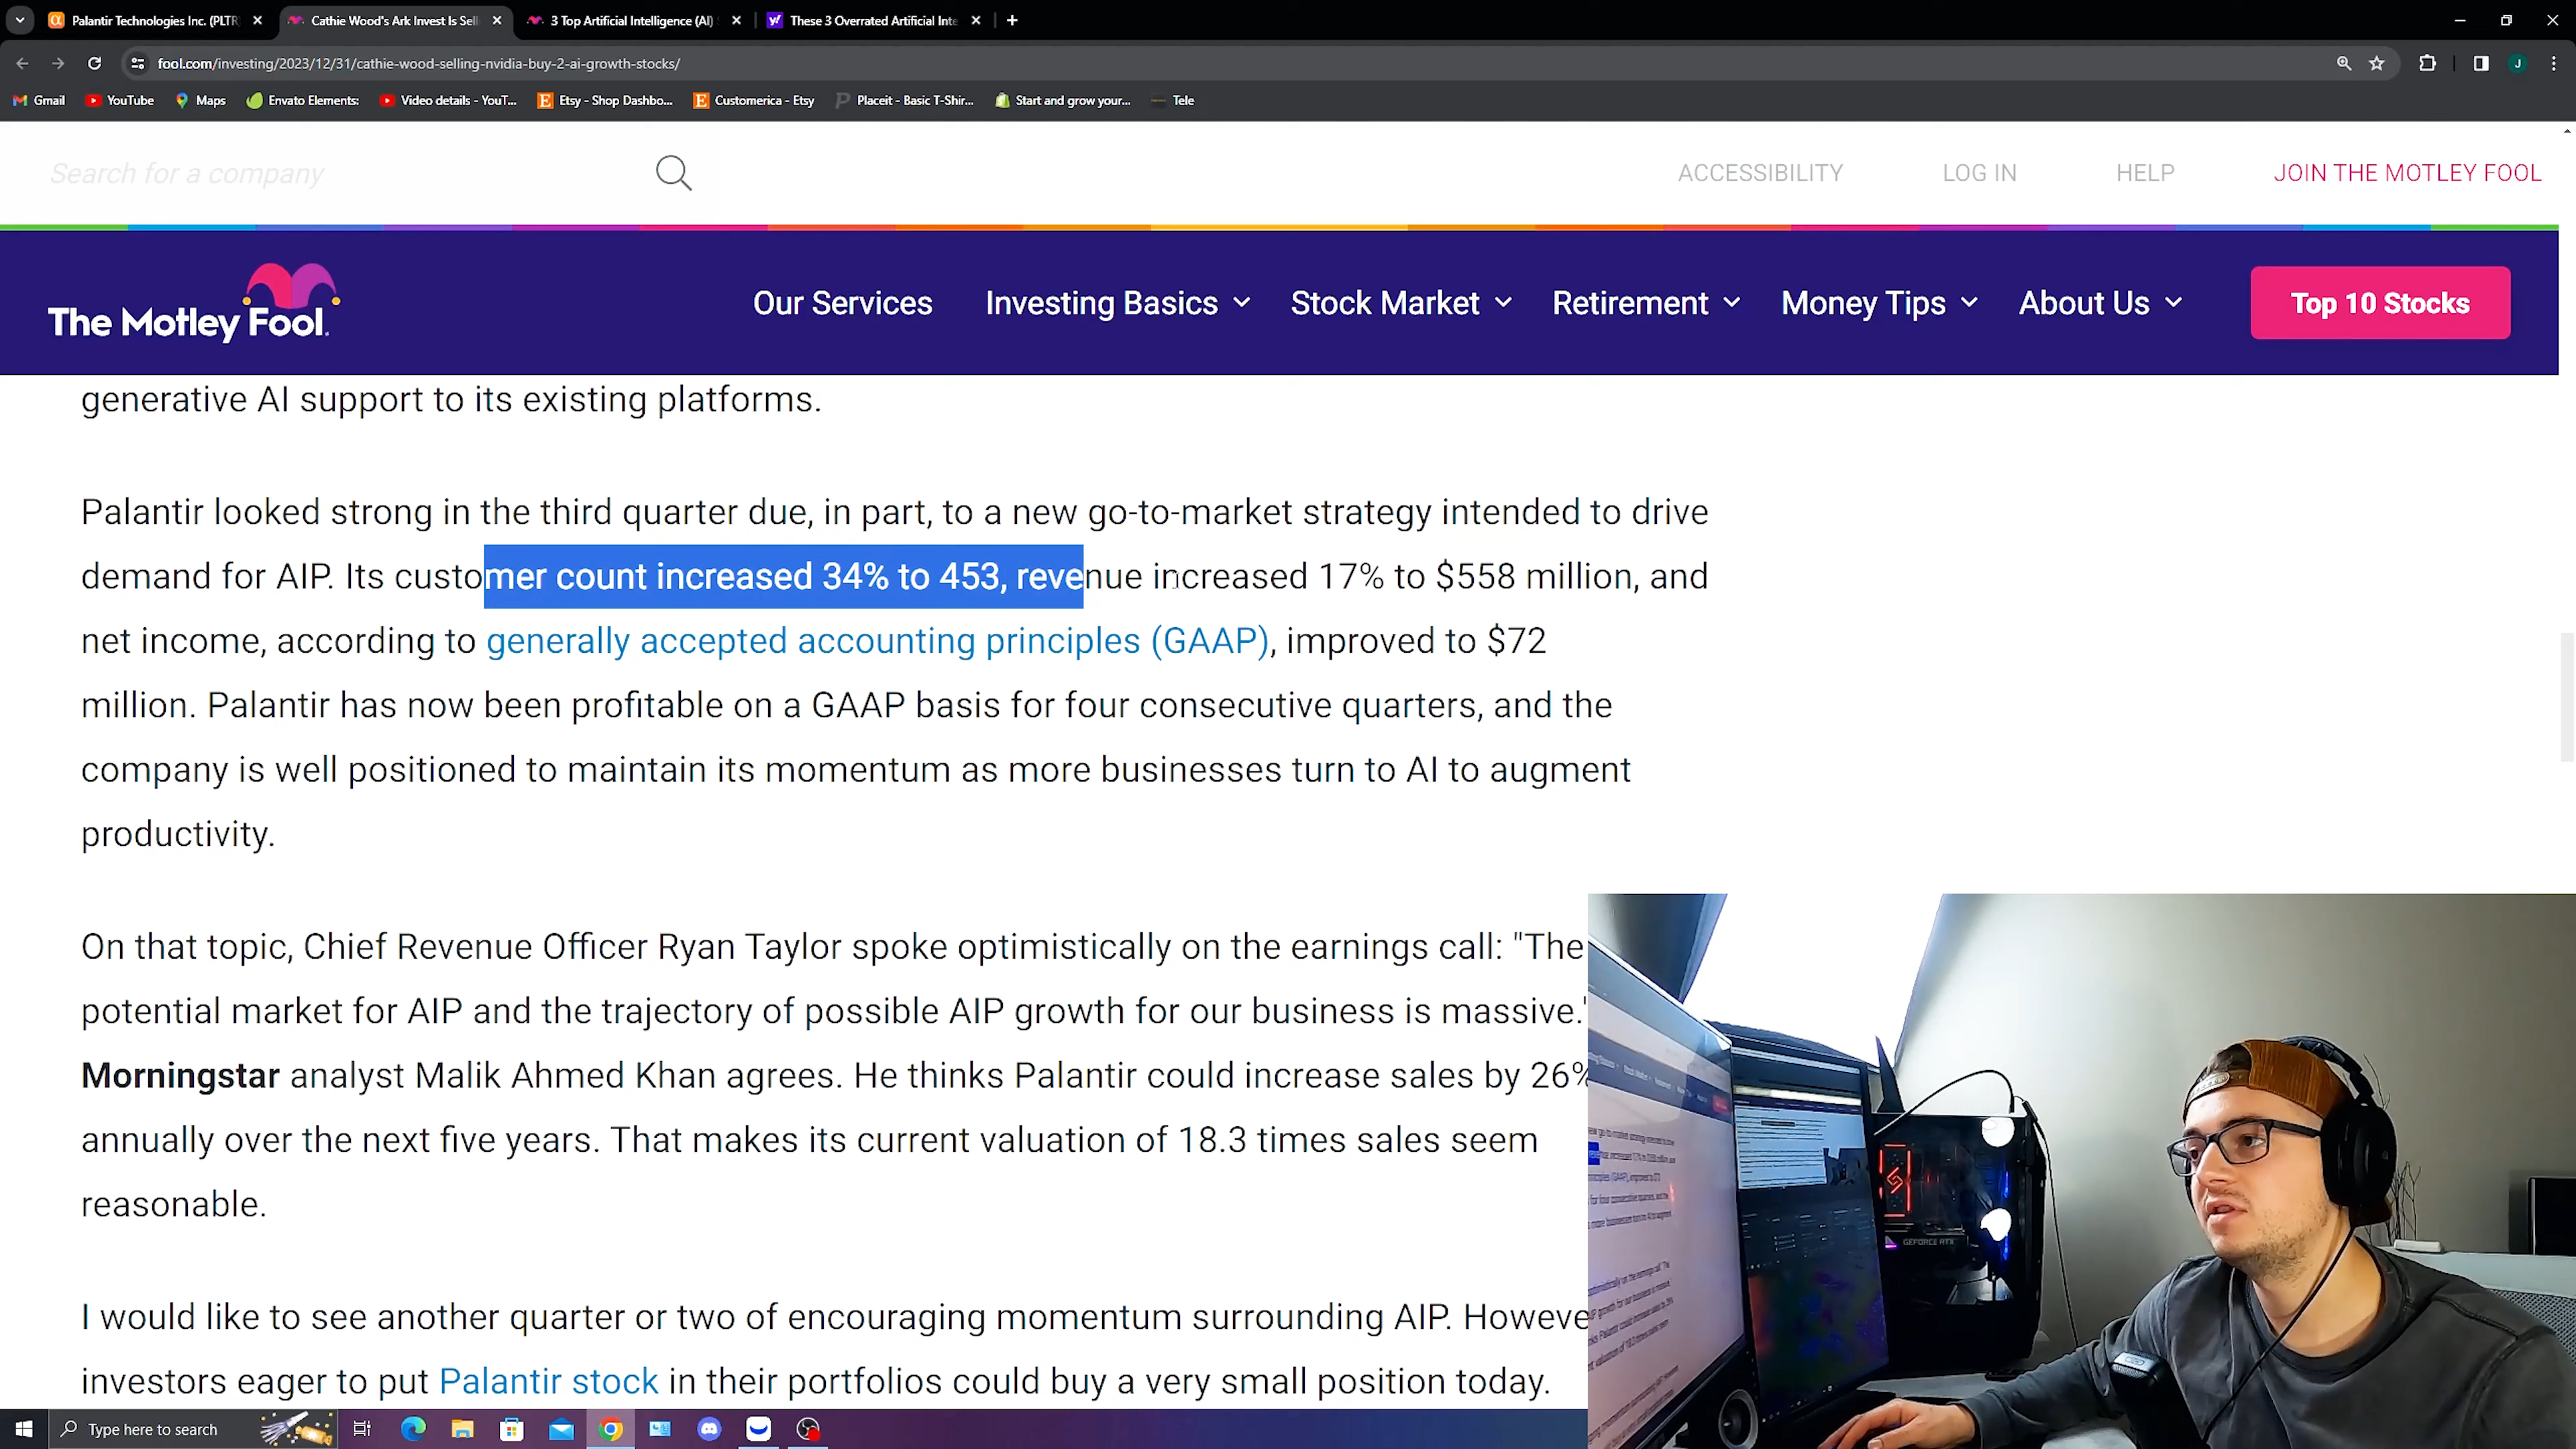 Palantir Technologies Inc. (PLTR)
Cathie Wood's Ark Invest Is Sell
3 Top Artificial Intelligence (AI)
These 3 Overrated Artificial Inte
fool.com/investing/2023/12/31/cathie-wood-selling-nvidia-buy-2-ai-growth-stocks/
J
Gmail
YouTube
Maps
Envato Elements:
Video details - YouT...
Etsy - Shop Dashbo...
Customerica - Etsy
Placeit - Basic T-Shir...
Start and grow your...
Tele
Search for a company
ACCESSIBILITY
LOG IN
HELP
JOIN THE MOTLEY FOOL
The Motley Fool.
Our Services
Investing Basics
Stock Market
Retirement
Money Tips
About Us
Top 10 Stocks
generative AI support to its existing platforms.
Palantir looked strong in the third quarter due, in part, to a new go-to-market strategy intended to drive
demand for AIP. Its customer count increased 34% to 453, revenue increased 17% to $558 million, and
net income, according to generally accepted accounting principles (GAAP), improved to $72
million. Palantir has now been profitable on a GAAP basis for four consecutive quarters, and the
company is well positioned to maintain its momentum as more businesses turn to AI to augment
productivity.
On that topic, Chief Revenue Officer Ryan Taylor spoke optimistically on the earnings call: "The
potential market for AIP and the trajectory of possible AIP growth for our business is massive."
Morningstar analyst Malik Ahmed Khan agrees. He thinks Palantir could increase sales by 26%
annually over the next five years. That makes its current valuation of 18.3 times sales seem
reasonable.
I would like to see another quarter or two of encouraging momentum surrounding AIP. Howeve
investors eager to put Palantir stock in their portfolios could buy a very small position today.
GEFORCE RTX
Type here to search